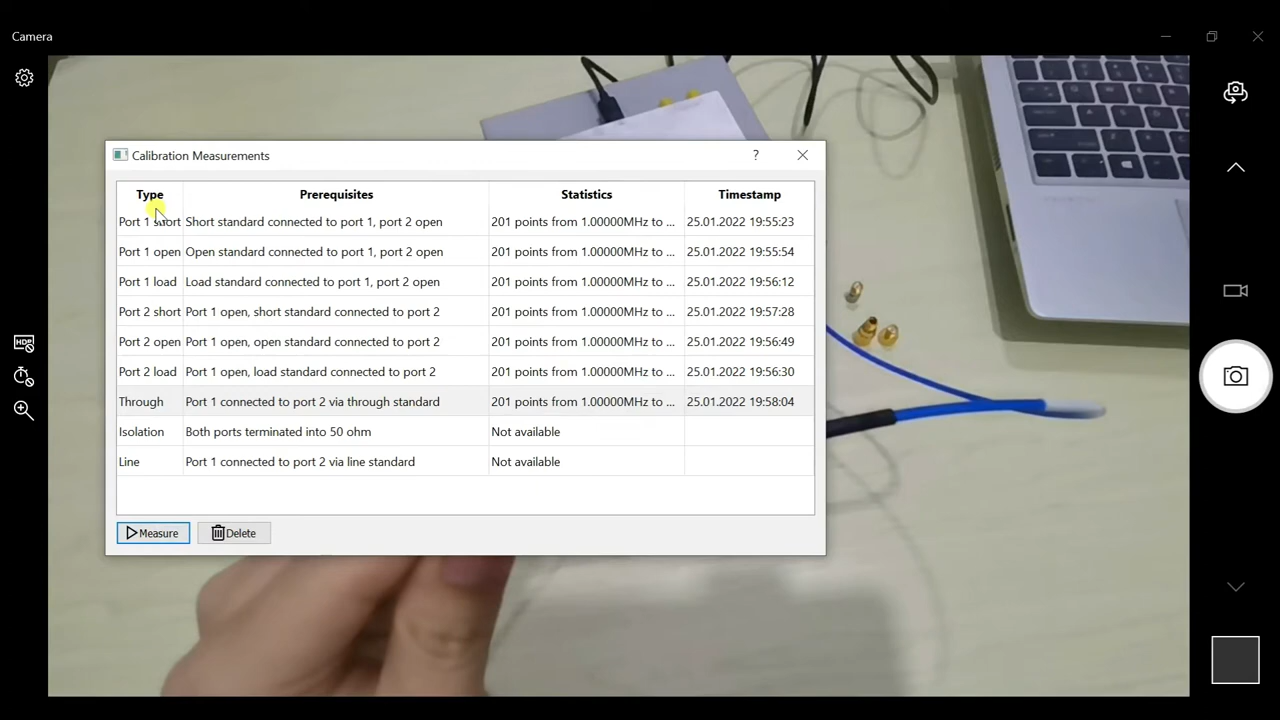 Camera
Calibration Measurements
?
Type Prerequisites Statistics Timestamp
Port 1 short Short standard connected to port 1, port 2 open 201 points from 1.00000MHz to ... 25.01.2022 19:55:23
Port 1 open Open standard connected to port 1, port 2 open 201 points from 1.00000MHz to ... 25.01.2022 19:55:54
Port 1 load Load standard connected to port 1, port 2 open 201 points from 1.00000MHz to ... 25.01.2022 19:56:12
Port 2 short Port 1 open, short standard connected to port 2 201 points from 1.00000MHz to ... 25.01.2022 19:57:28
Port 2 open Port 1 open, open standard connected to port 2 201 points from 1.00000MHz to ... 25.01.2022 19:56:49
Port 2 load Port 1 open, load standard connected to port 2 201 points from 1.00000MHz to ... 25.01.2022 19:56:30
Through Port 1 connected to port 2 via through standard 201 points from 1.00000MHz to ... 25.01.2022 19:58:04
Isolation Both ports terminated into 50 ohm Not available
Line Port 1 connected to port 2 via line standard Not available
Measure Delete
HDR